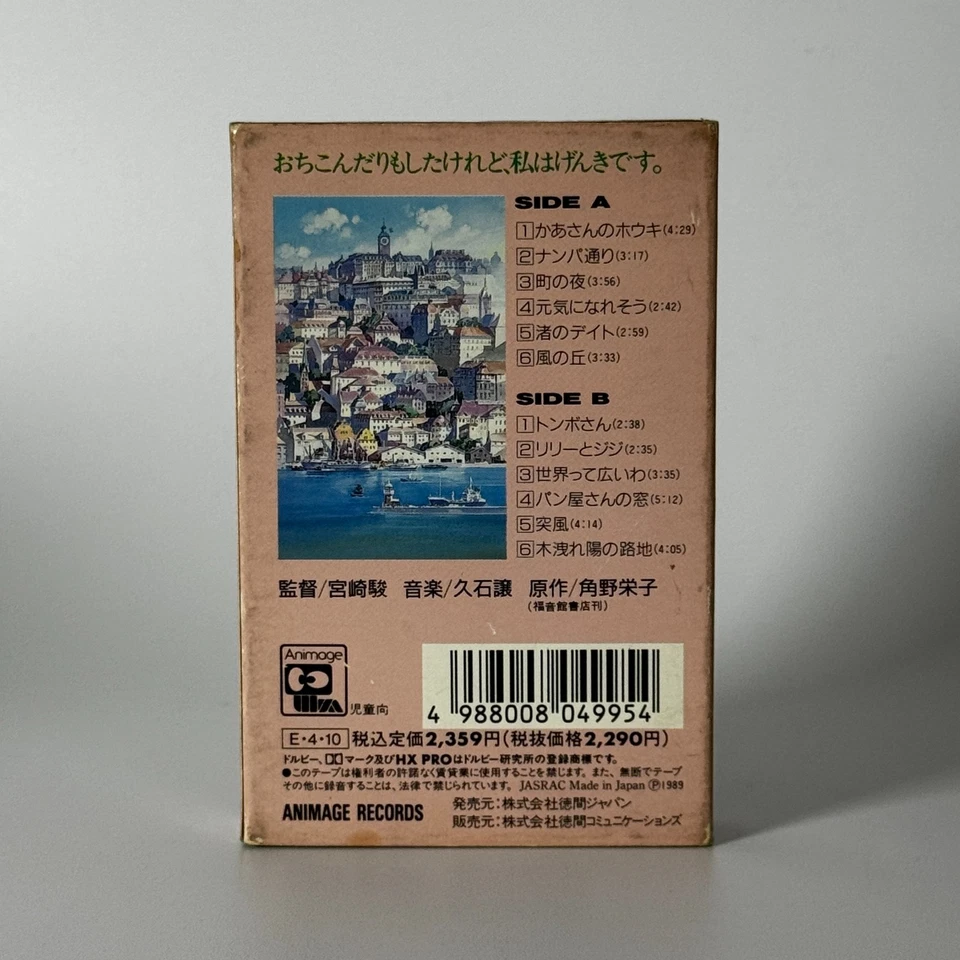 おちこんだりもしたけれど、私はげんきです。
SIDE A
1 かあさんのホウキ(4:29)
2 ナンパ通り(3:17)
3 町の夜(3:56)
4 元気になれそう(2:42)
5 渚のデイト(2:59)
6 風の丘(3:33)
SIDE B
1 トンボさん(2:38)
2 リリーとジジ(2:35)
3 世界って広いわ(3:35)
4 パン屋さんの窓(5:12)
5 突風(4:14)
6 木洩れ陽の路地(4:05)
監督/宮崎駿 音楽/久石譲 原作/角野栄子
(福音館書店刊)
Animage
児童向
4 988008 049954
E・4・10 税込定価2,359円(税抜価格2,290円)
ドルビー、マーク及びHX PROはドルビー研究所の登録商標です。
●このテープは権利者の許諾なく賃貸業に使用することを禁じます。また、無断でテープ
その他に録音することは、法律で禁じられています。JASRAC Made in Japan Ⓟ1989
ANIMAGE RECORDS
発売元：株式会社徳間ジャパン
販売元：株式会社徳間コミュニケーションズ